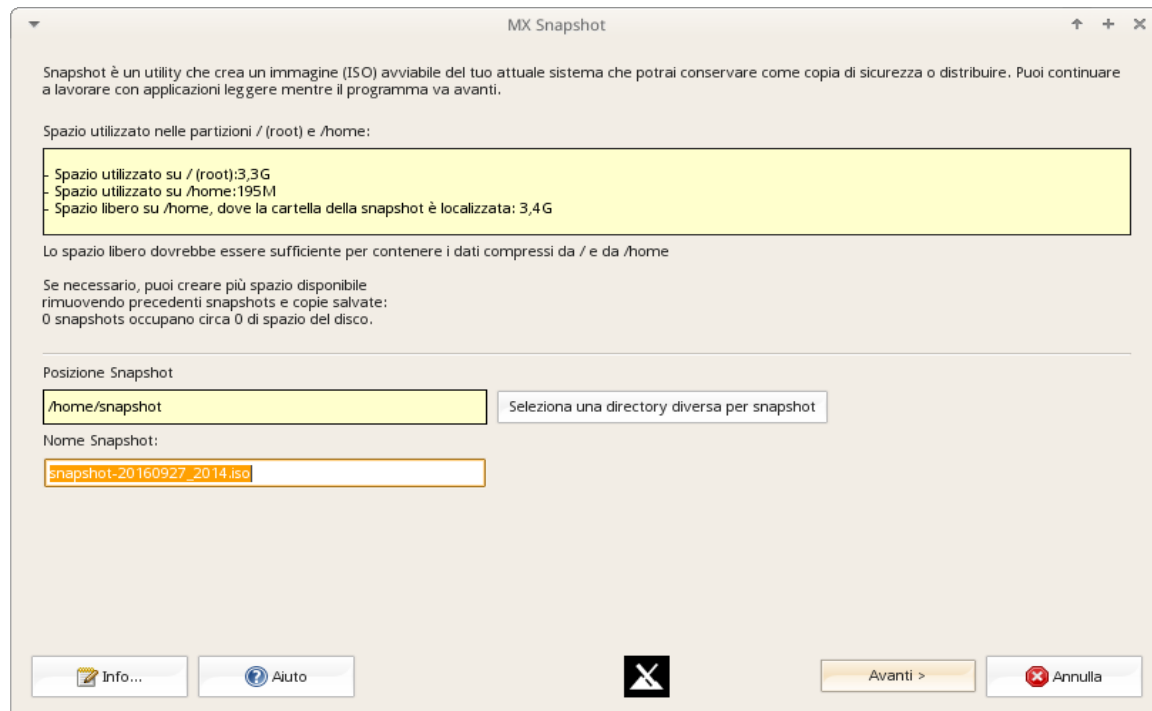 MX Snapshot
Snapshot è un utility che crea un immagine (ISO) avviabile del tuo attuale sistema che potrai conservare come copia di sicurezza o distribuire. Puoi continuare
a lavorare con applicazioni leggere mentre il programma va avanti.
Spazio utilizzato nelle partizioni / (root) e /home:
- Spazio utilizzato su / (root):3,3G
- Spazio utilizzato su /home:195M
- Spazio libero su /home, dove la cartella della snapshot è localizzata: 3,4G
Lo spazio libero dovrebbe essere sufficiente per contenere i dati compressi da / e da /home
Se necessario, puoi creare più spazio disponibile
rimuovendo precedenti snapshots e copie salvate:
0 snapshots occupano circa 0 di spazio del disco.
Posizione Snapshot
/home/snapshot Seleziona una directory diversa per snapshot
Nome Snapshot:
snapshot-20160927_2014.iso
Info... Aiuto Avanti > Annulla